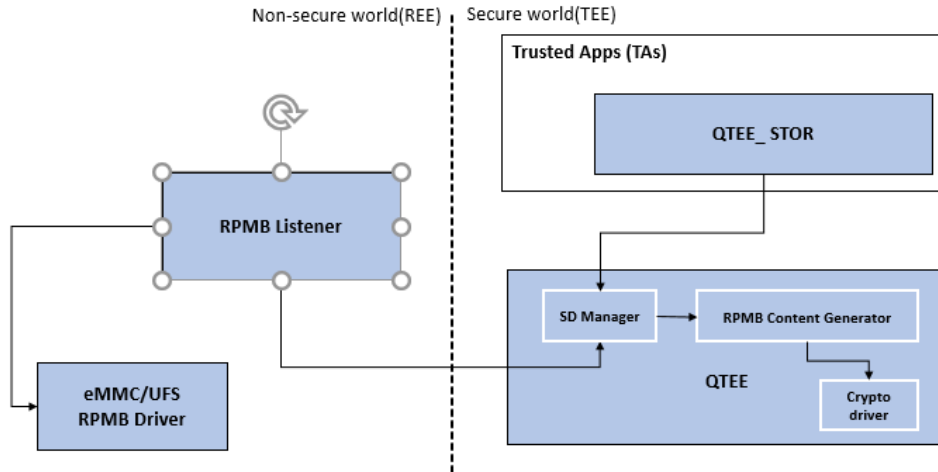 Non-secure world(REE)
Secure world(TEE)
Trusted Apps (TAs)
QTEE_ STOR
RPMB Listener
SD Manager
RPMB Content Generator
QTEE
Crypto
driver
eMMC/UFS
RPMB Driver